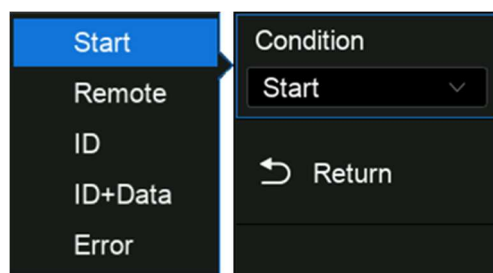 Start
Remote
ID
ID+Data
Error
Condition
Start
Return